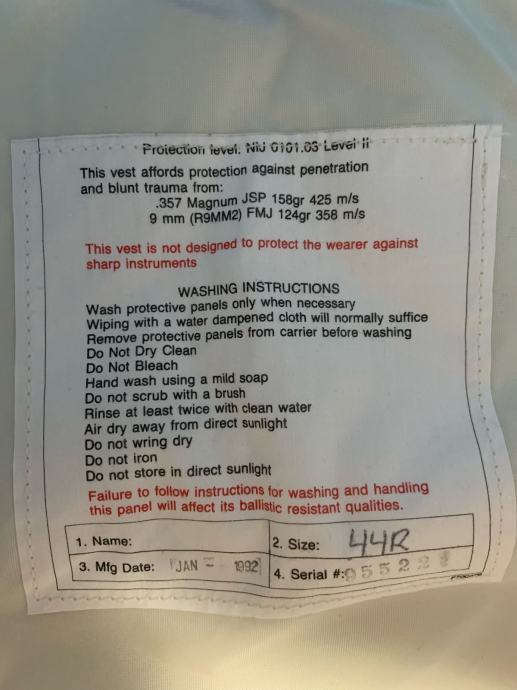 Protection level: NIJ 0101.03 Level II
This vest affords protection against penetration
and blunt trauma from:
.357 Magnum JSP 158gr 425 m/s
9 mm (R9MM2) FMJ 124gr 358 m/s
This vest is not designed to protect the wearer against
sharp instruments
WASHING INSTRUCTIONS
Wash protective panels only when necessary
Wiping with a water dampened cloth will normally suffice
Remove protective panels from carrier before washing
Do Not Dry Clean
Do Not Bleach
Hand wash using a mild soap
Do not scrub with a brush
Rinse at least twice with clean water
Air dry away from direct sunlight
Do not wring dry
Do not iron
Do not store in direct sunlight
Failure to follow instructions for washing and handling
this panel will affect its ballistic resistant qualities.
1. Name:
2. Size: 44R
3. Mfg Date: JAN - 1992
4. Serial #: